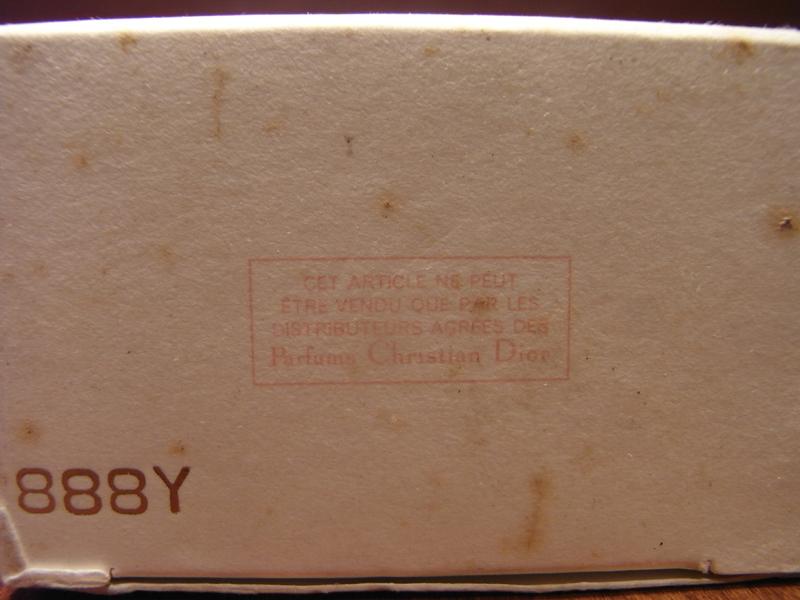 CET ARTICLE NE PEUT
ÊTRE VENDU QUE PAR LES
DISTRIBUTEURS AGRÉES DES
Parfums Christian Dior
888Y